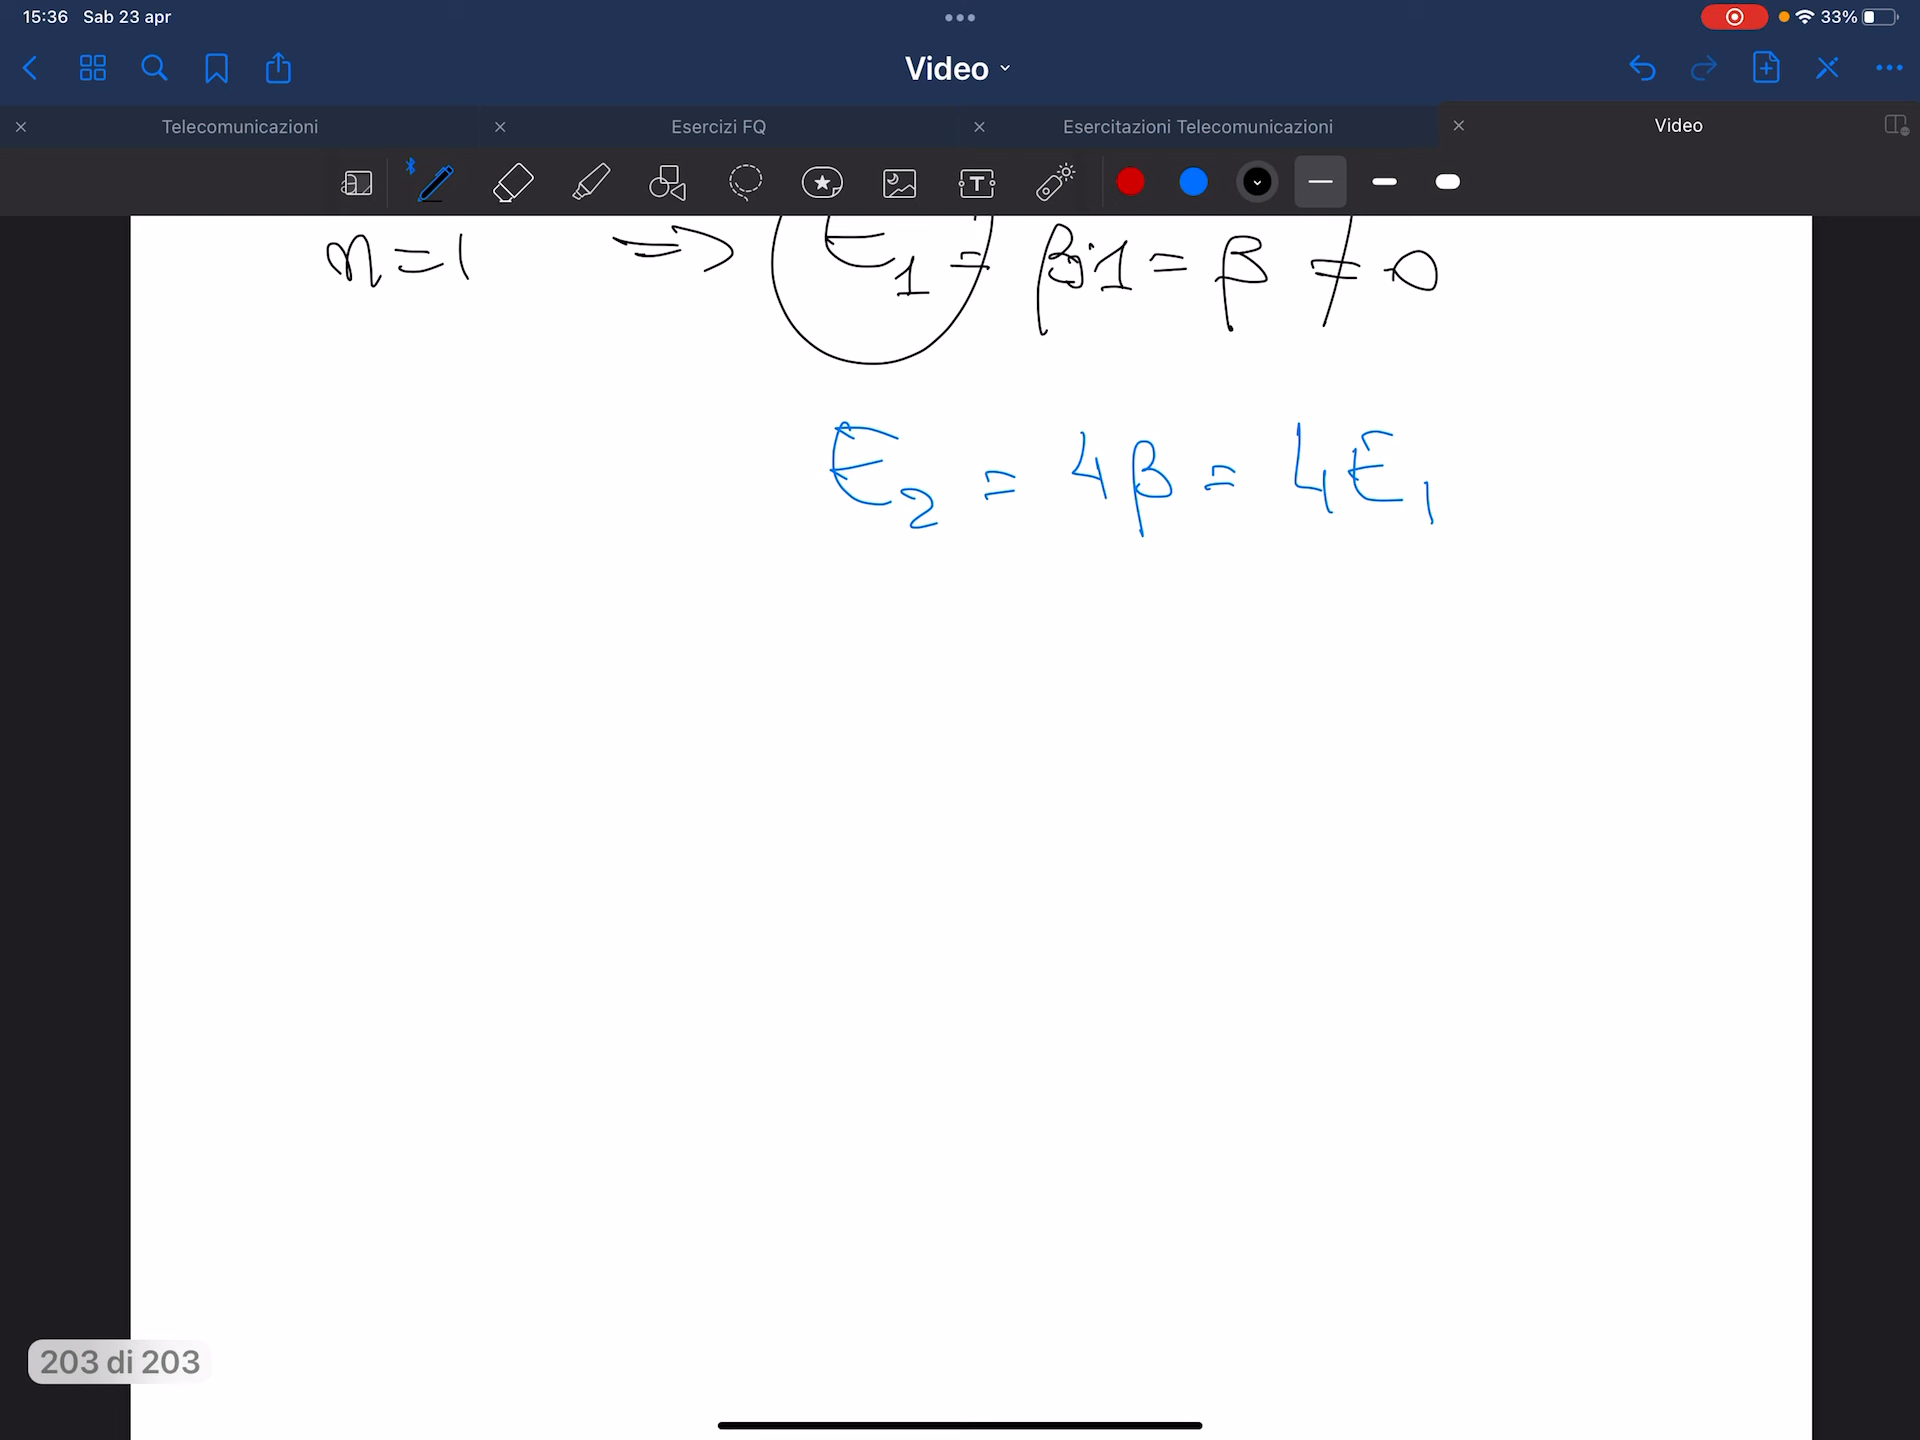 15:36 Sab 23 apr
33%
Video
Telecomunicazioni
Esercizi FQ
Esercitazioni Telecomunicazioni
Video
n=1 => E₁ = β·1 = β ≠ 0
E₂ = 4β = 4E₁
203 di 203